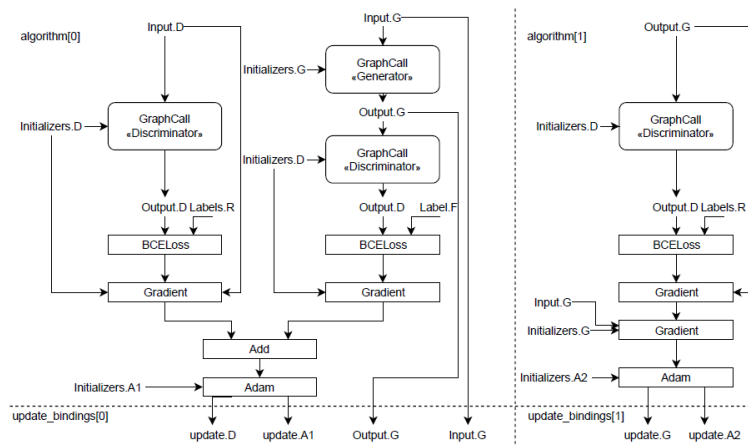 algorithm[0]
Input.D
Input.G
algorithm[1]
Output.G
Initializers.G
GraphCall
«Generator»
Initializers.D
GraphCall
«Discriminator»
Output.G
Initializers.D
GraphCall
«Discriminator»
Initializers.D
GraphCall
«Discriminator»
Output.D Labels.R
Output.D
Label.F
Output.D Labels.R
BCELoss
BCELoss
BCELoss
Gradient
Gradient
Gradient
Input.G
Initializers.G
Gradient
Add
Initializers.A1
Adam
Initializers.A2
Adam
update_bindings[0]
update_bindings[1]
update.D
update.A1
Output.G
Input.G
update.G
update.A2